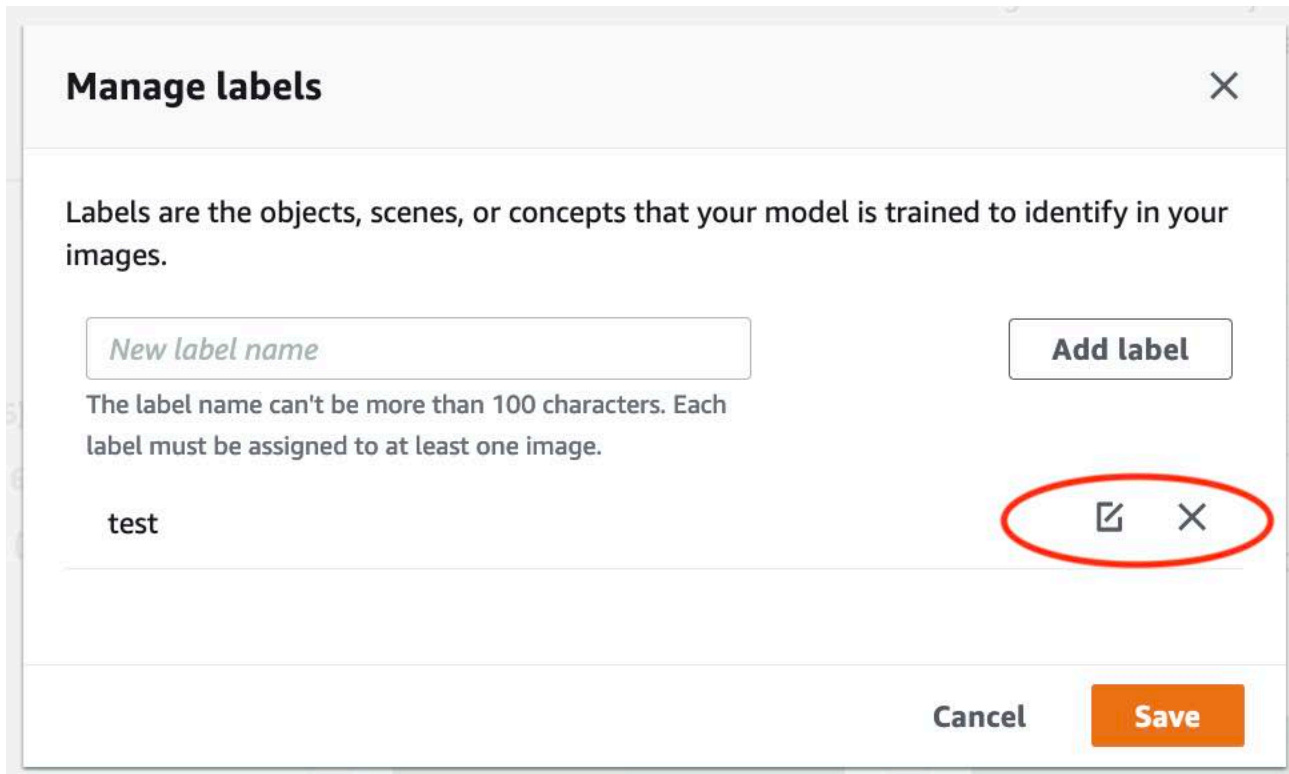 Manage labels
Labels are the objects, scenes, or concepts that your model is trained to identify in your
images.
New label name
Add label
The label name can't be more than 100 characters. Each
label must be assigned to at least one image.
test
Cancel
Save